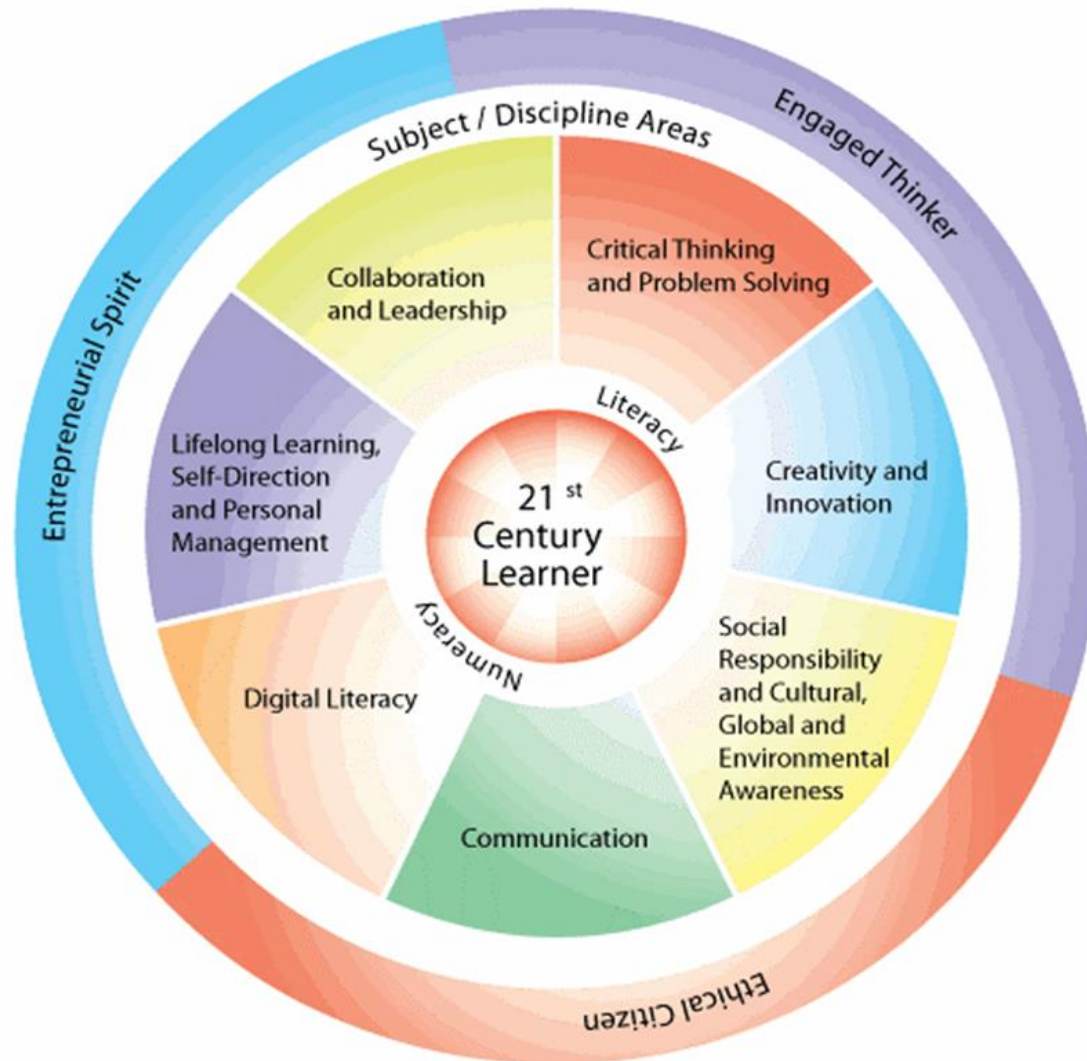 Engaged Thinker
Ethical Citizen
Entrepreneurial Spirit
Subject / Discipline Areas
Critical Thinking
and Problem Solving
Creativity and
Innovation
Social
Responsibility
and Cultural,
Global and
Environmental
Awareness
Communication
Digital Literacy
Lifelong Learning,
Self-Direction
and Personal
Management
Collaboration
and Leadership
Literacy
Numeracy
21 st
Century
Learner